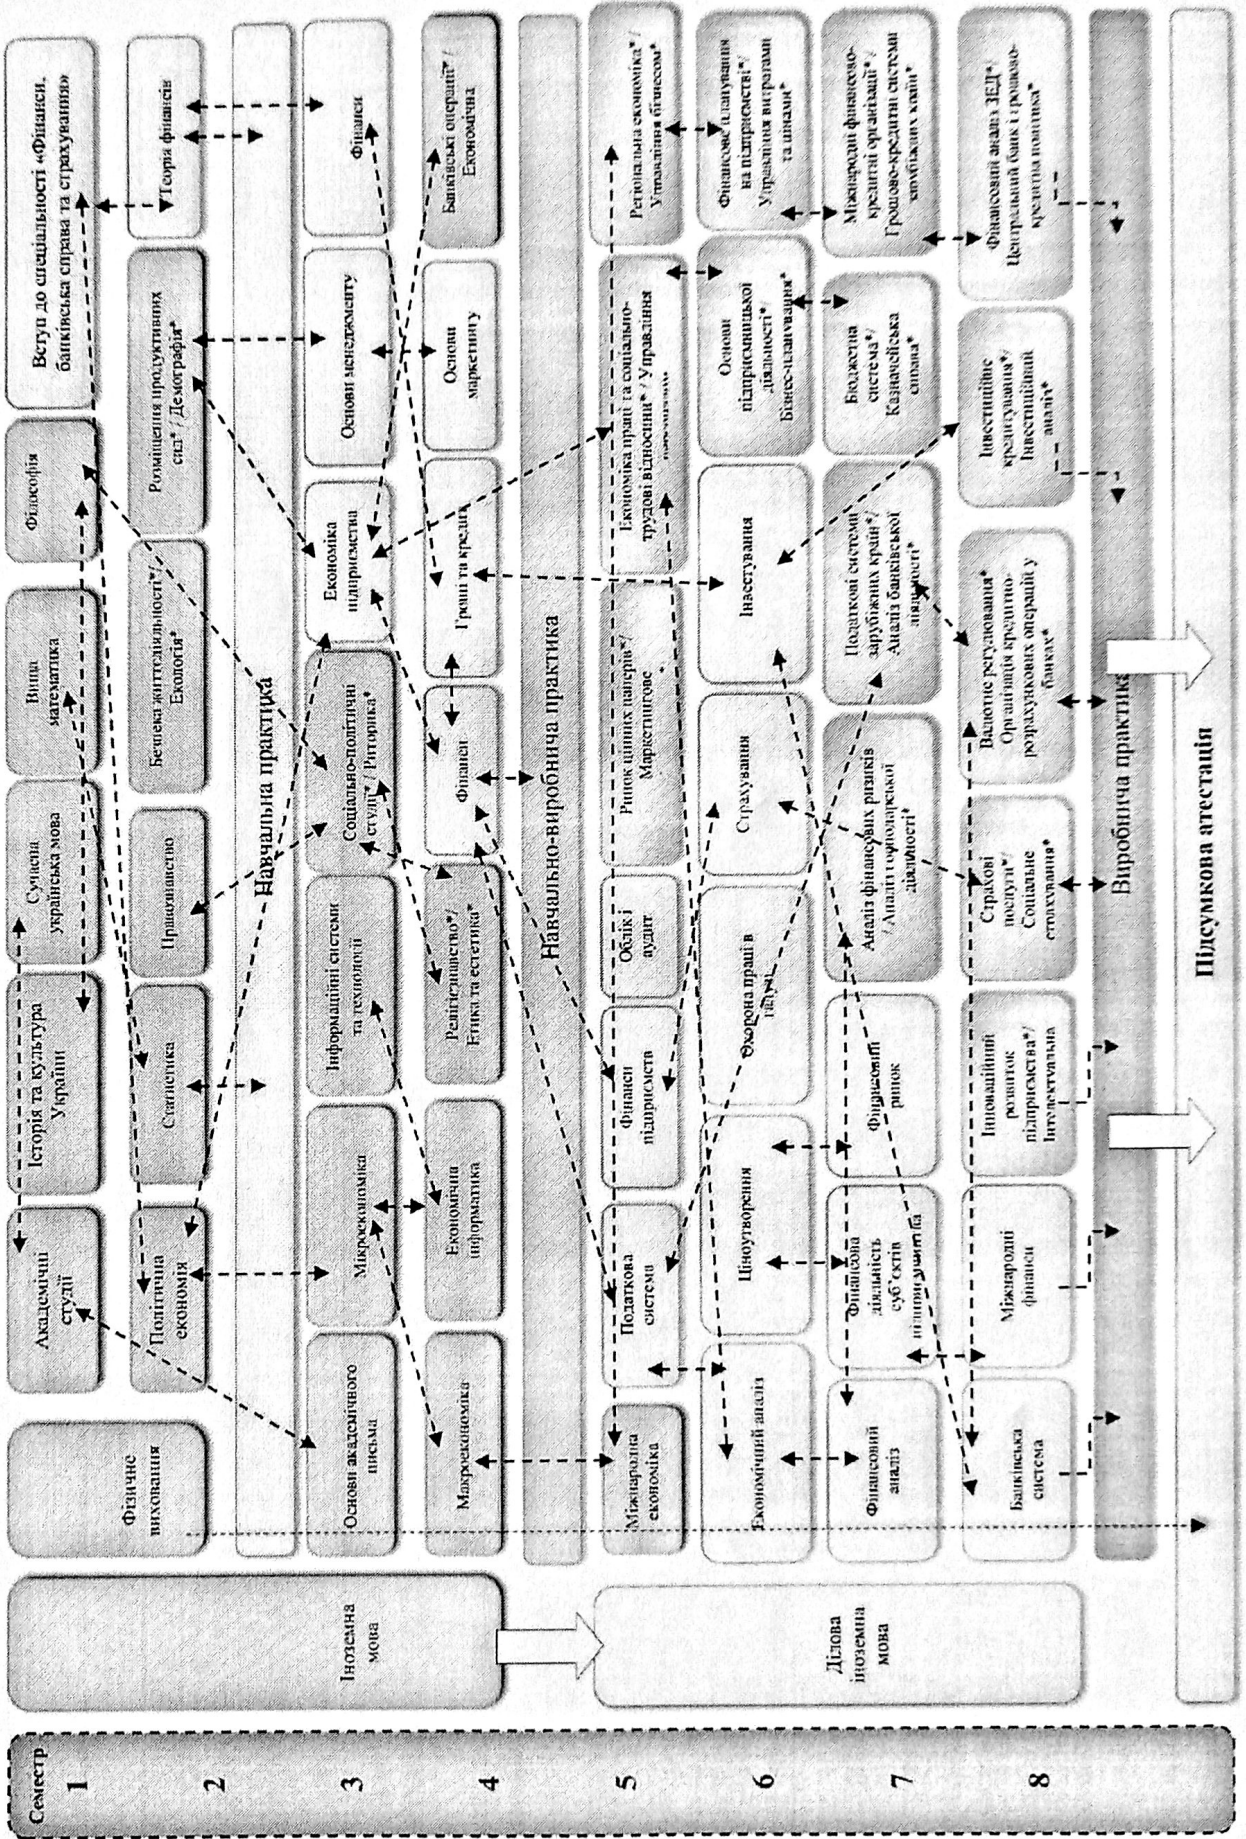 Семестр
1
2
3
4
5
6
7
8
Іноземна
мова
Ділова
іноземна
мова
Фізичне
виховання
Академічні
студії
Історія та культура
України
Сучасна
українська мова
Вища
математика
Філософія
Вступ до спеціальності «Фінанси,
банківська справа та страхування»
Політична
економія
Статистика
Правознавство
Безпека життєдіяльності*/
Екологія*
Розміщення продуктивних
сил* / Демографія*
Теорія фінансів
Навчальна практика
Основи академічного
письма
Мікроекономіка
Інформаційні системи
та технології
Соціально-політичні
студії* / Риторика*
Економіка
підприємства
Основи менеджменту
Фінанси
Макроекономіка
Економічна
інформатика
Релігієзнавство*/
Етика та естетика*
Фінанси
Гроші та кредит
Основи
маркетингу
Банківські операції*/
Економічна
Навчально-виробнича практика
Міжнародна
економіка
Податкова
система
Фінанси
підприємств
Облік і
аудит
Ринок цінних паперів*/
Маркетингове
Економіка праці та соціально-
трудові відносини* / Управління
Регіональна економіка*/
Управління бізнесом*
Економічний аналіз
Ціноутворення
Охорона праці в
галузі
Страхування
Інвестування
Основи
підприємницької
діяльності*/
Бізнес-планування*
Фінансове планування
на підприємстві*/
Управління витратами
та цінами*
Фінансовий
аналіз
Фінансова
діяльність
суб'єктів
Фінансовий
ринок
Аналіз фінансових ринків
/ Аналіз господарської
діяльності*
Податкові системи
зарубіжних країн*/
Аналіз банківської
діяльності*
Бюджетна
система*/
Казначейська
справа*
Міжнародні фінансово-
кредитні організації*/
Грошово-кредитні системи
зарубіжних країн*
Банківська
система
Міжнародні
фінанси
Інноваційний
розвиток
підприємства*/
Інтелектуальна
Страхові
послуги*/
Соціальне
страхування*
Валютне регулювання*/
Організація кредитно-
розрахункових операцій у
банках*
Інвестиційне
кредитування*/
Інвестиційний
аналіз*
Фінансовий аналіз ЗЕД*/
Центральний банк і грошово-
кредитна політика*
Виробнича практика
Підсумкова атестація